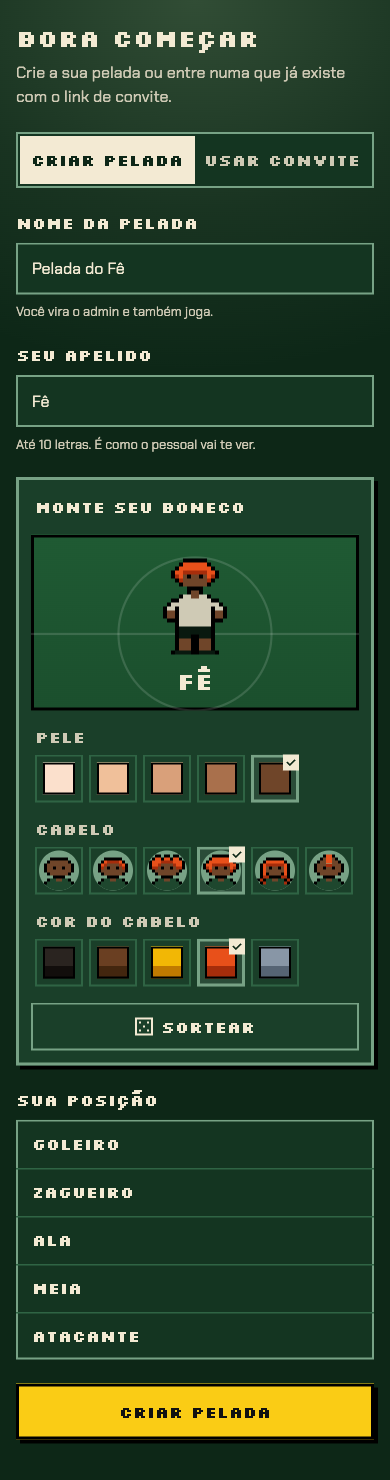 BORA COMEÇAR
Crie a sua pelada ou entre numa que já existe
com o link de convite.
CRIAR PELADA USAR CONVITE
NOME DA PELADA
Pelada do Fê
Você vira o admin e também joga.
SEU APELIDO
Fê
Até 10 letras. É como o pessoal vai te ver.
MONTE SEU BONECO
FÊ
PELE
CABELO
COR DO CABELO
SORTEAR
SUA POSIÇÃO
GOLEIRO
ZAGUEIRO
ALA
MEIA
ATACANTE
CRIAR PELADA